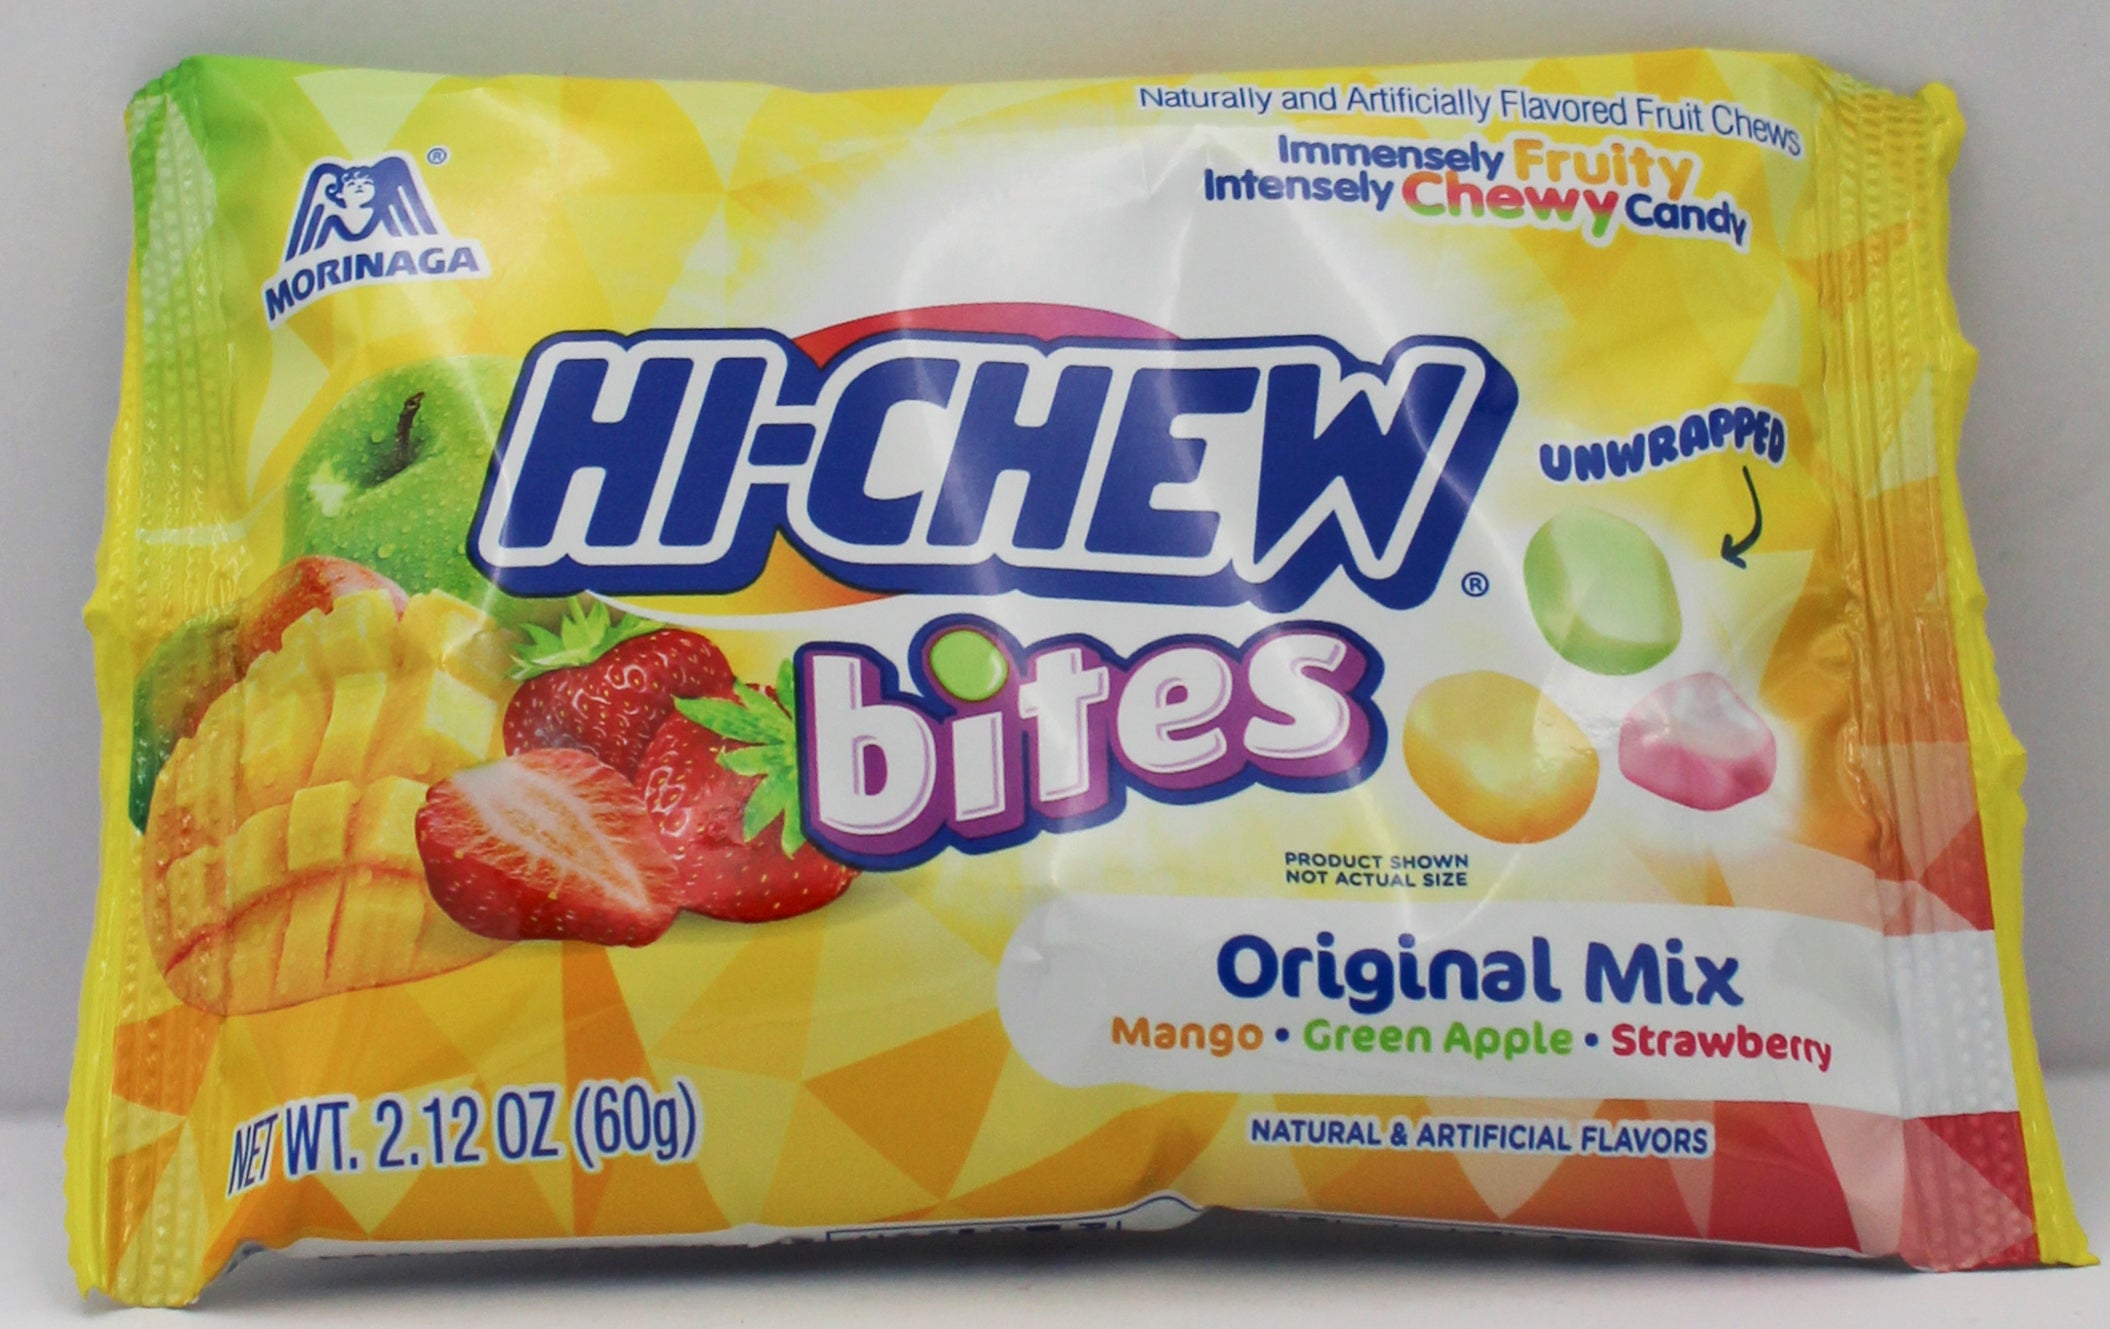 Naturally and Artificially Flavored Fruit Chews
Immensely Fruity
Intensely Chewy Candy
®
MORINAGA
HI-CHEW
®
bites
UNWRAPPED
PRODUCT SHOWN
NOT ACTUAL SIZE
Original Mix
Mango • Green Apple • Strawberry
NET WT. 2.12 OZ (60g)
NATURAL & ARTIFICIAL FLAVORS